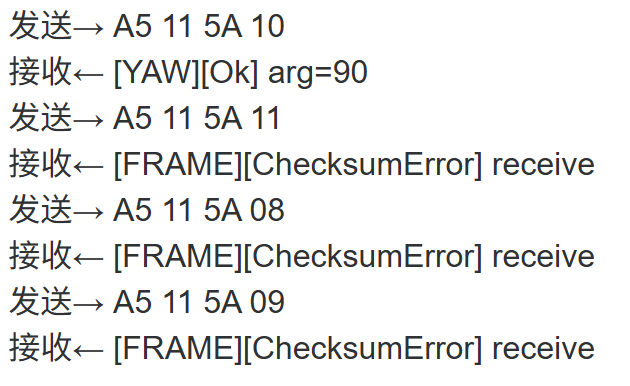 发送→ A5 11 5A 10
接收← [YAW][Ok] arg=90
发送→ A5 11 5A 11
接收← [FRAME][ChecksumError] receive
发送→ A5 11 5A 08
接收← [FRAME][ChecksumError] receive
发送→ A5 11 5A 09
接收← [FRAME][ChecksumError] receive